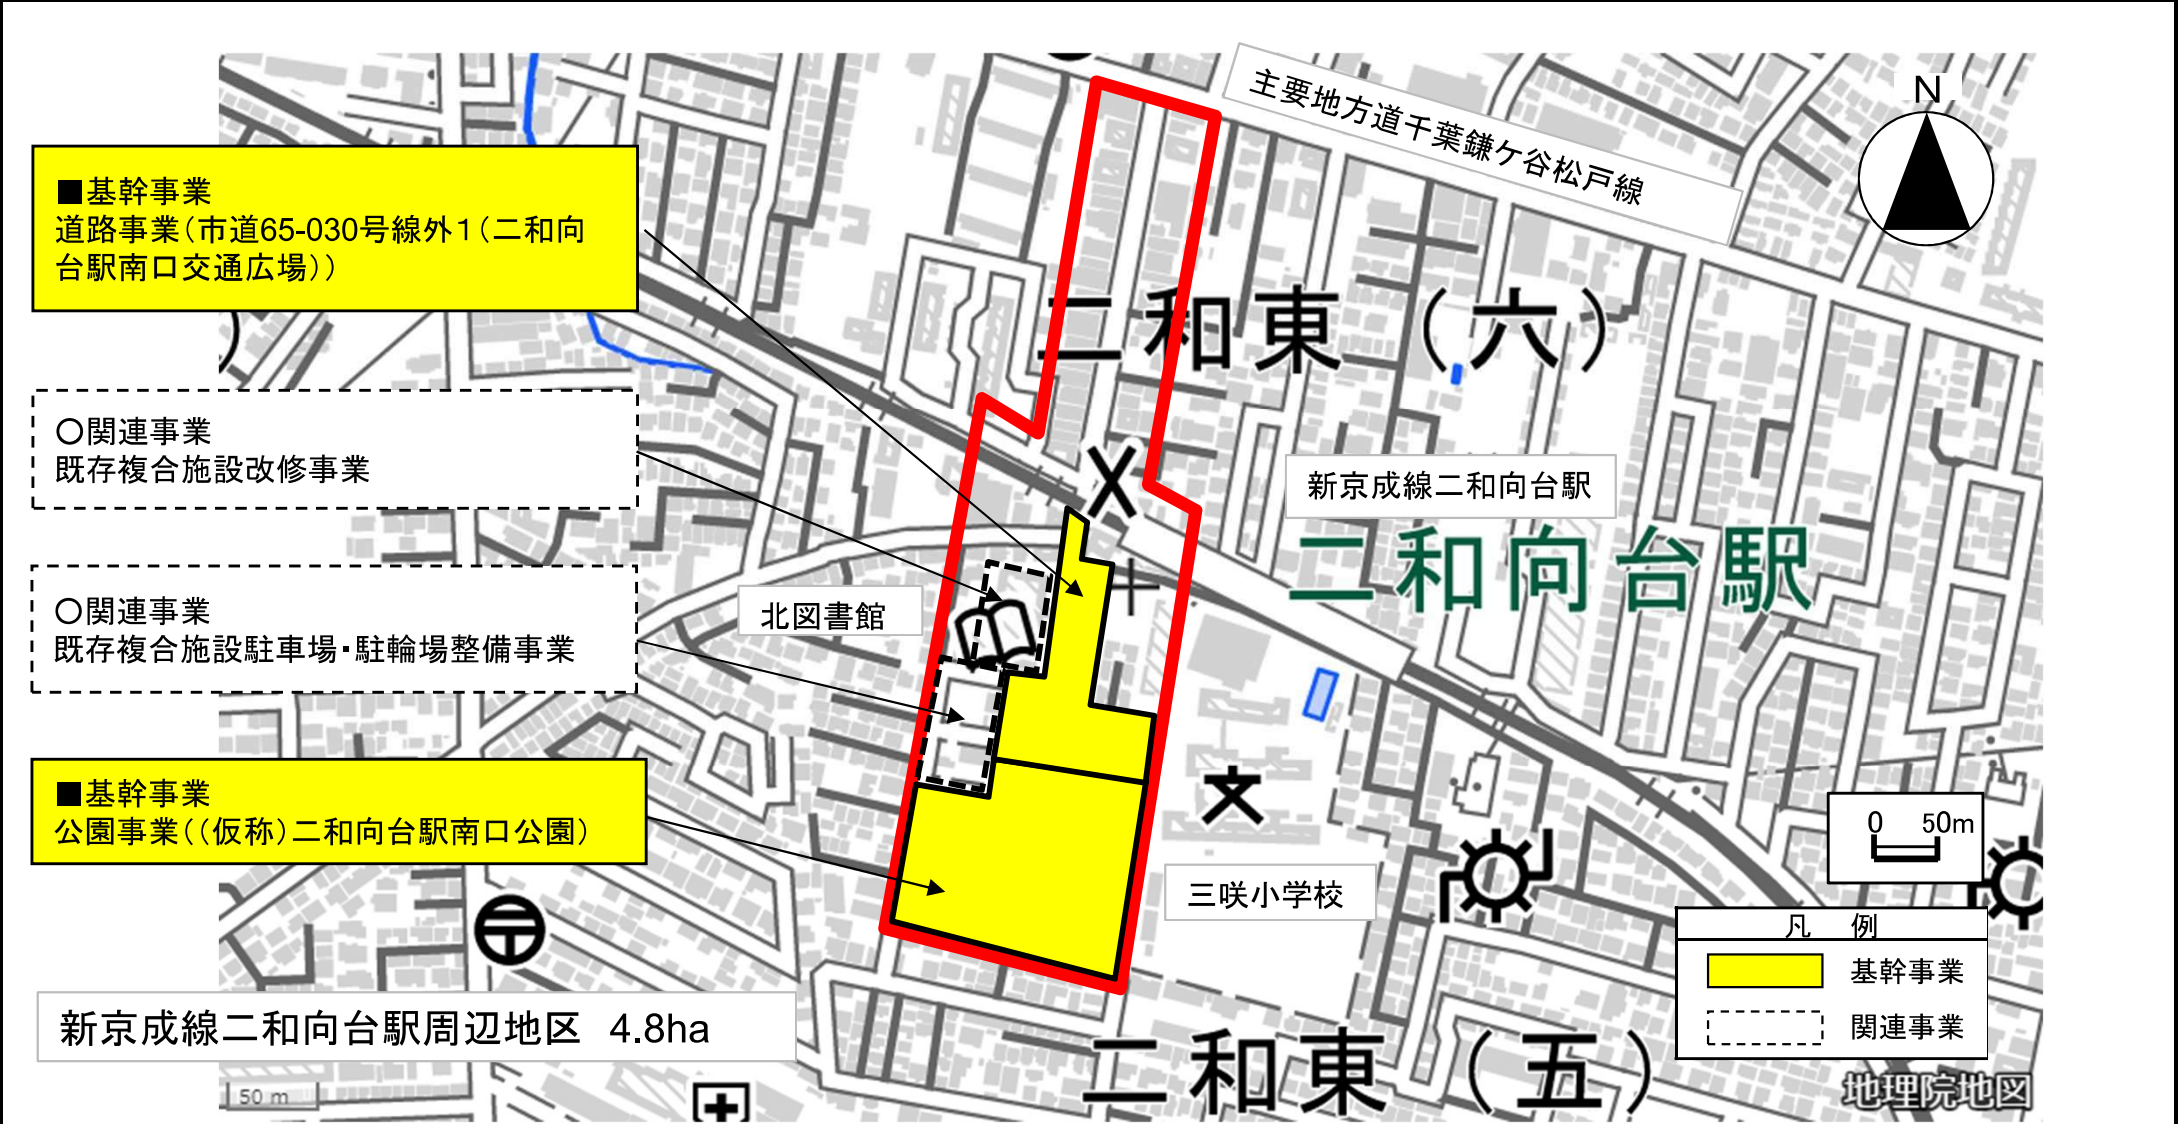 主要地方道千葉鎌ケ谷松戸線
N
■基幹事業
道路事業(市道65-030号線外1(二和向
台駅南口交通広場))
二和東(六)
○関連事業
既存複合施設改修事業
新京成線二和向台駅
二和向台駅
○関連事業
既存複合施設駐車場・駐輪場整備事業
北図書館
■基幹事業
公園事業((仮称)二和向台駅南口公園)
0 50m
三咲小学校
凡 例
基幹事業
関連事業
新京成線二和向台駅周辺地区 4.8ha
二和東(五)
50 m
地理院地図